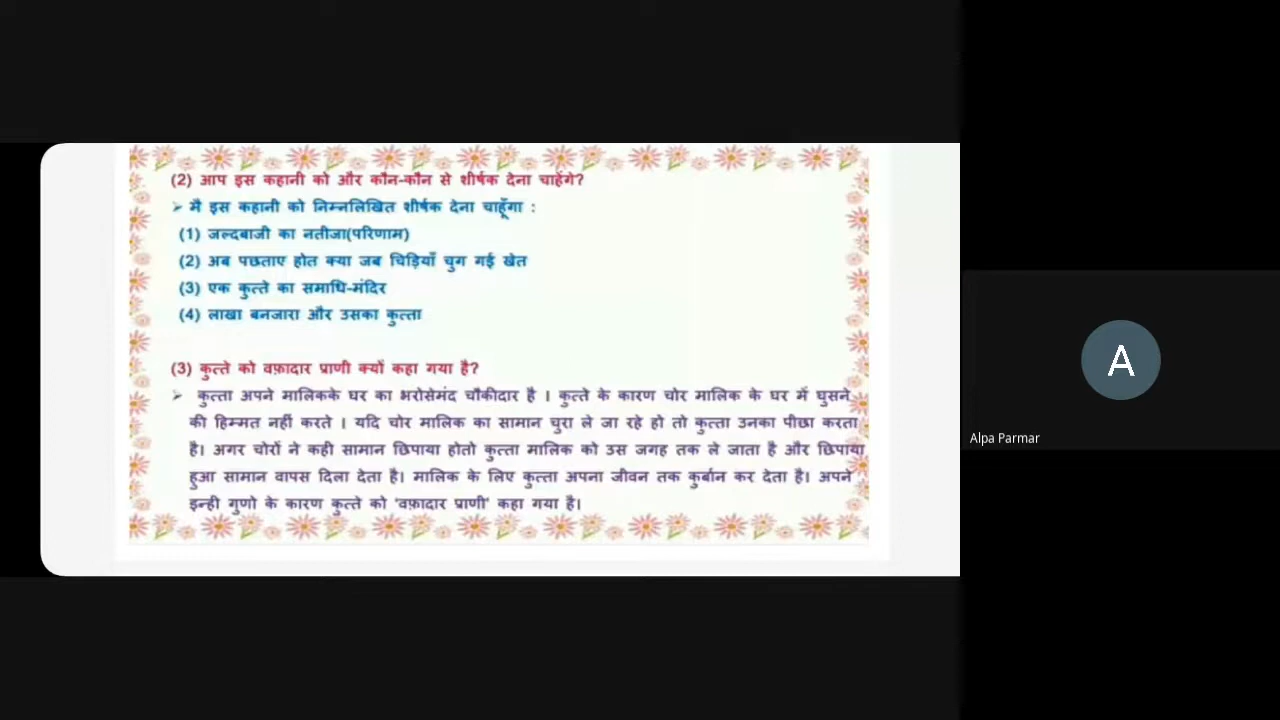 (2) आप इस कहानी को और कौन-कौन से शीर्षक देना चाहेंगे?
➢ मै इस कहानी को निम्नलिखित शीर्षक देना चाहूँगा :
(1) जल्दबाजी का नतीजा(परिणाम)
(2) अब पछताए होत क्या जब चिड़ियाँ चुग गई खेत
(3) एक कुत्ते का समाधि-मंदिर
(4) लाखा बनजारा और उसका कुत्ता
(3) कुत्ते को वफ़ादार प्राणी क्यों कहा गया है?
➢ कुत्ता अपने मालिकके घर का भरोसेमंद चौकीदार है । कुत्ते के कारण चोर मालिक के घर में घुसने
की हिम्मत नहीं करते । यदि चोर मालिक का सामान चुरा ले जा रहे हो तो कुत्ता उनका पीछा करता
है। अगर चोरों ने कही सामान छिपाया होतो कुत्ता मालिक को उस जगह तक ले जाता है और छिपाया
हुआ सामान वापस दिला देता है। मालिक के लिए कुत्ता अपना जीवन तक कुर्बान कर देता है। अपने
इन्ही गुणो के कारण कुत्ते को 'वफ़ादार प्राणी' कहा गया है।
A
Alpa Parmar